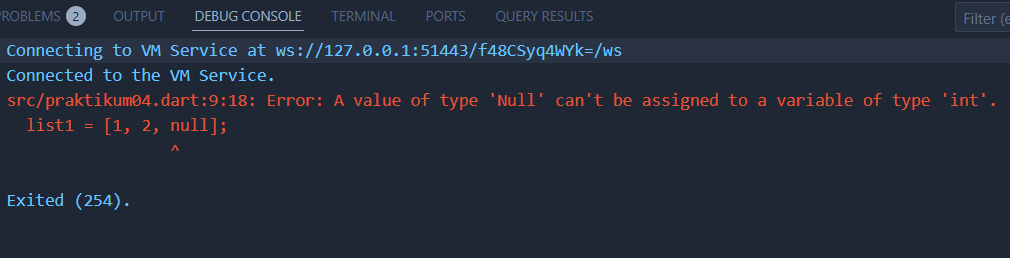 ROBLEMS 2 OUTPUT DEBUG CONSOLE TERMINAL PORTS QUERY RESULTS Filter (e
Connecting to VM Service at ws://127.0.0.1:51443/f48CSyq4WYk=/ws
Connected to the VM Service.
src/praktikum04.dart:9:18: Error: A value of type 'Null' can't be assigned to a variable of type 'int'.
  list1 = [1, 2, null];
                 ^
Exited (254).